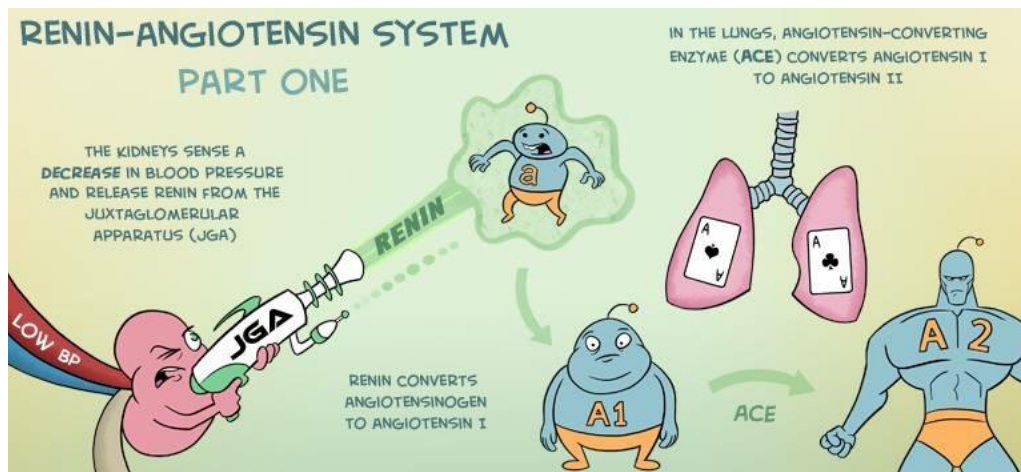 RENIN-ANGIOTENSIN SYSTEM
PART ONE
THE KIDNEYS SENSE A
DECREASE IN BLOOD PRESSURE
AND RELEASE RENIN FROM THE
JUXTAGLOMERULAR
APPARATUS (JGA)
LOW BP
JGA
RENIN
a
RENIN CONVERTS
ANGIOTENSINOGEN
TO ANGIOTENSIN I
A1
IN THE LUNGS, ANGIOTENSIN-CONVERTING
ENZYME (ACE) CONVERTS ANGIOTENSIN I
TO ANGIOTENSIN II
A
A
A
A
ACE
A 2